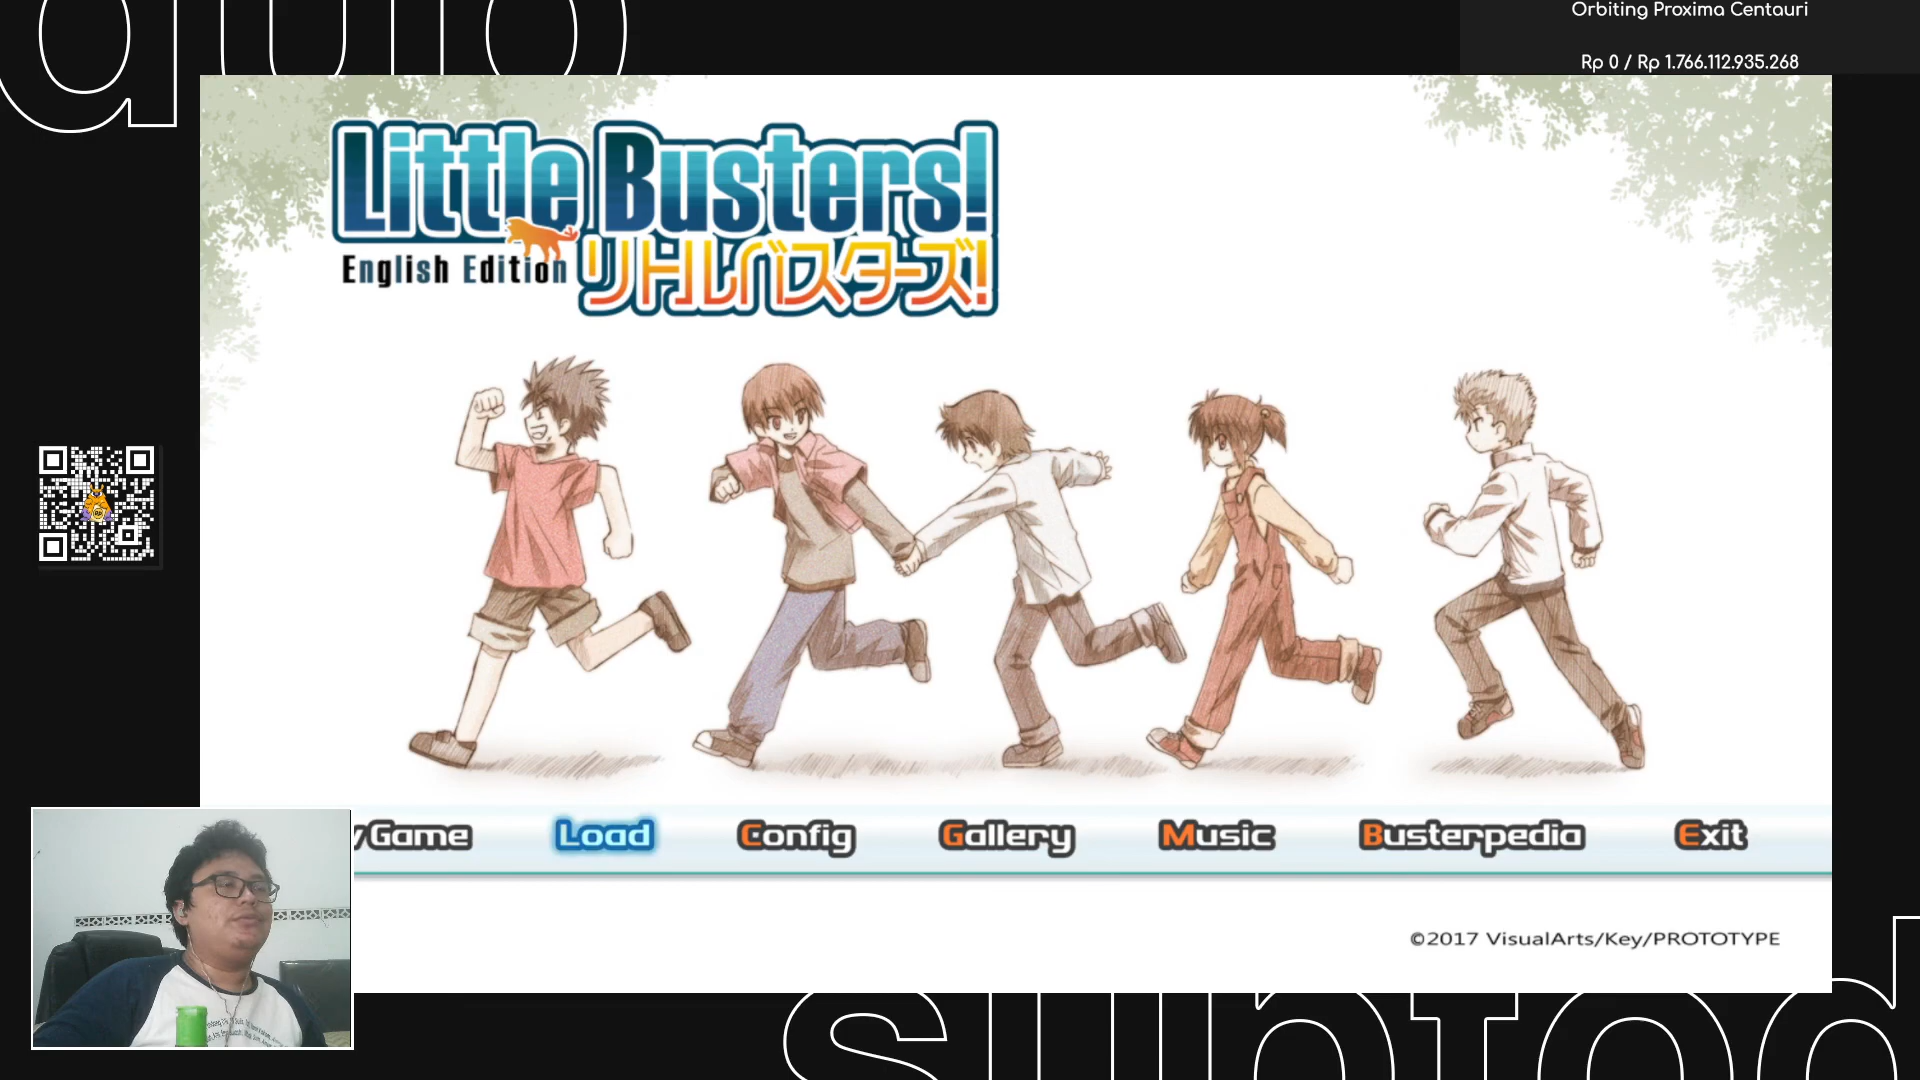 Orbiting Proxima Centauri
Rp 0 / Rp 1.766.112.935.268
Little Busters!
English Edition リトルバスターズ!
Game
Load
Config
Gallery
Music
Busterpedia
Exit
©2017 VisualArts/Key/PROTOTYPE